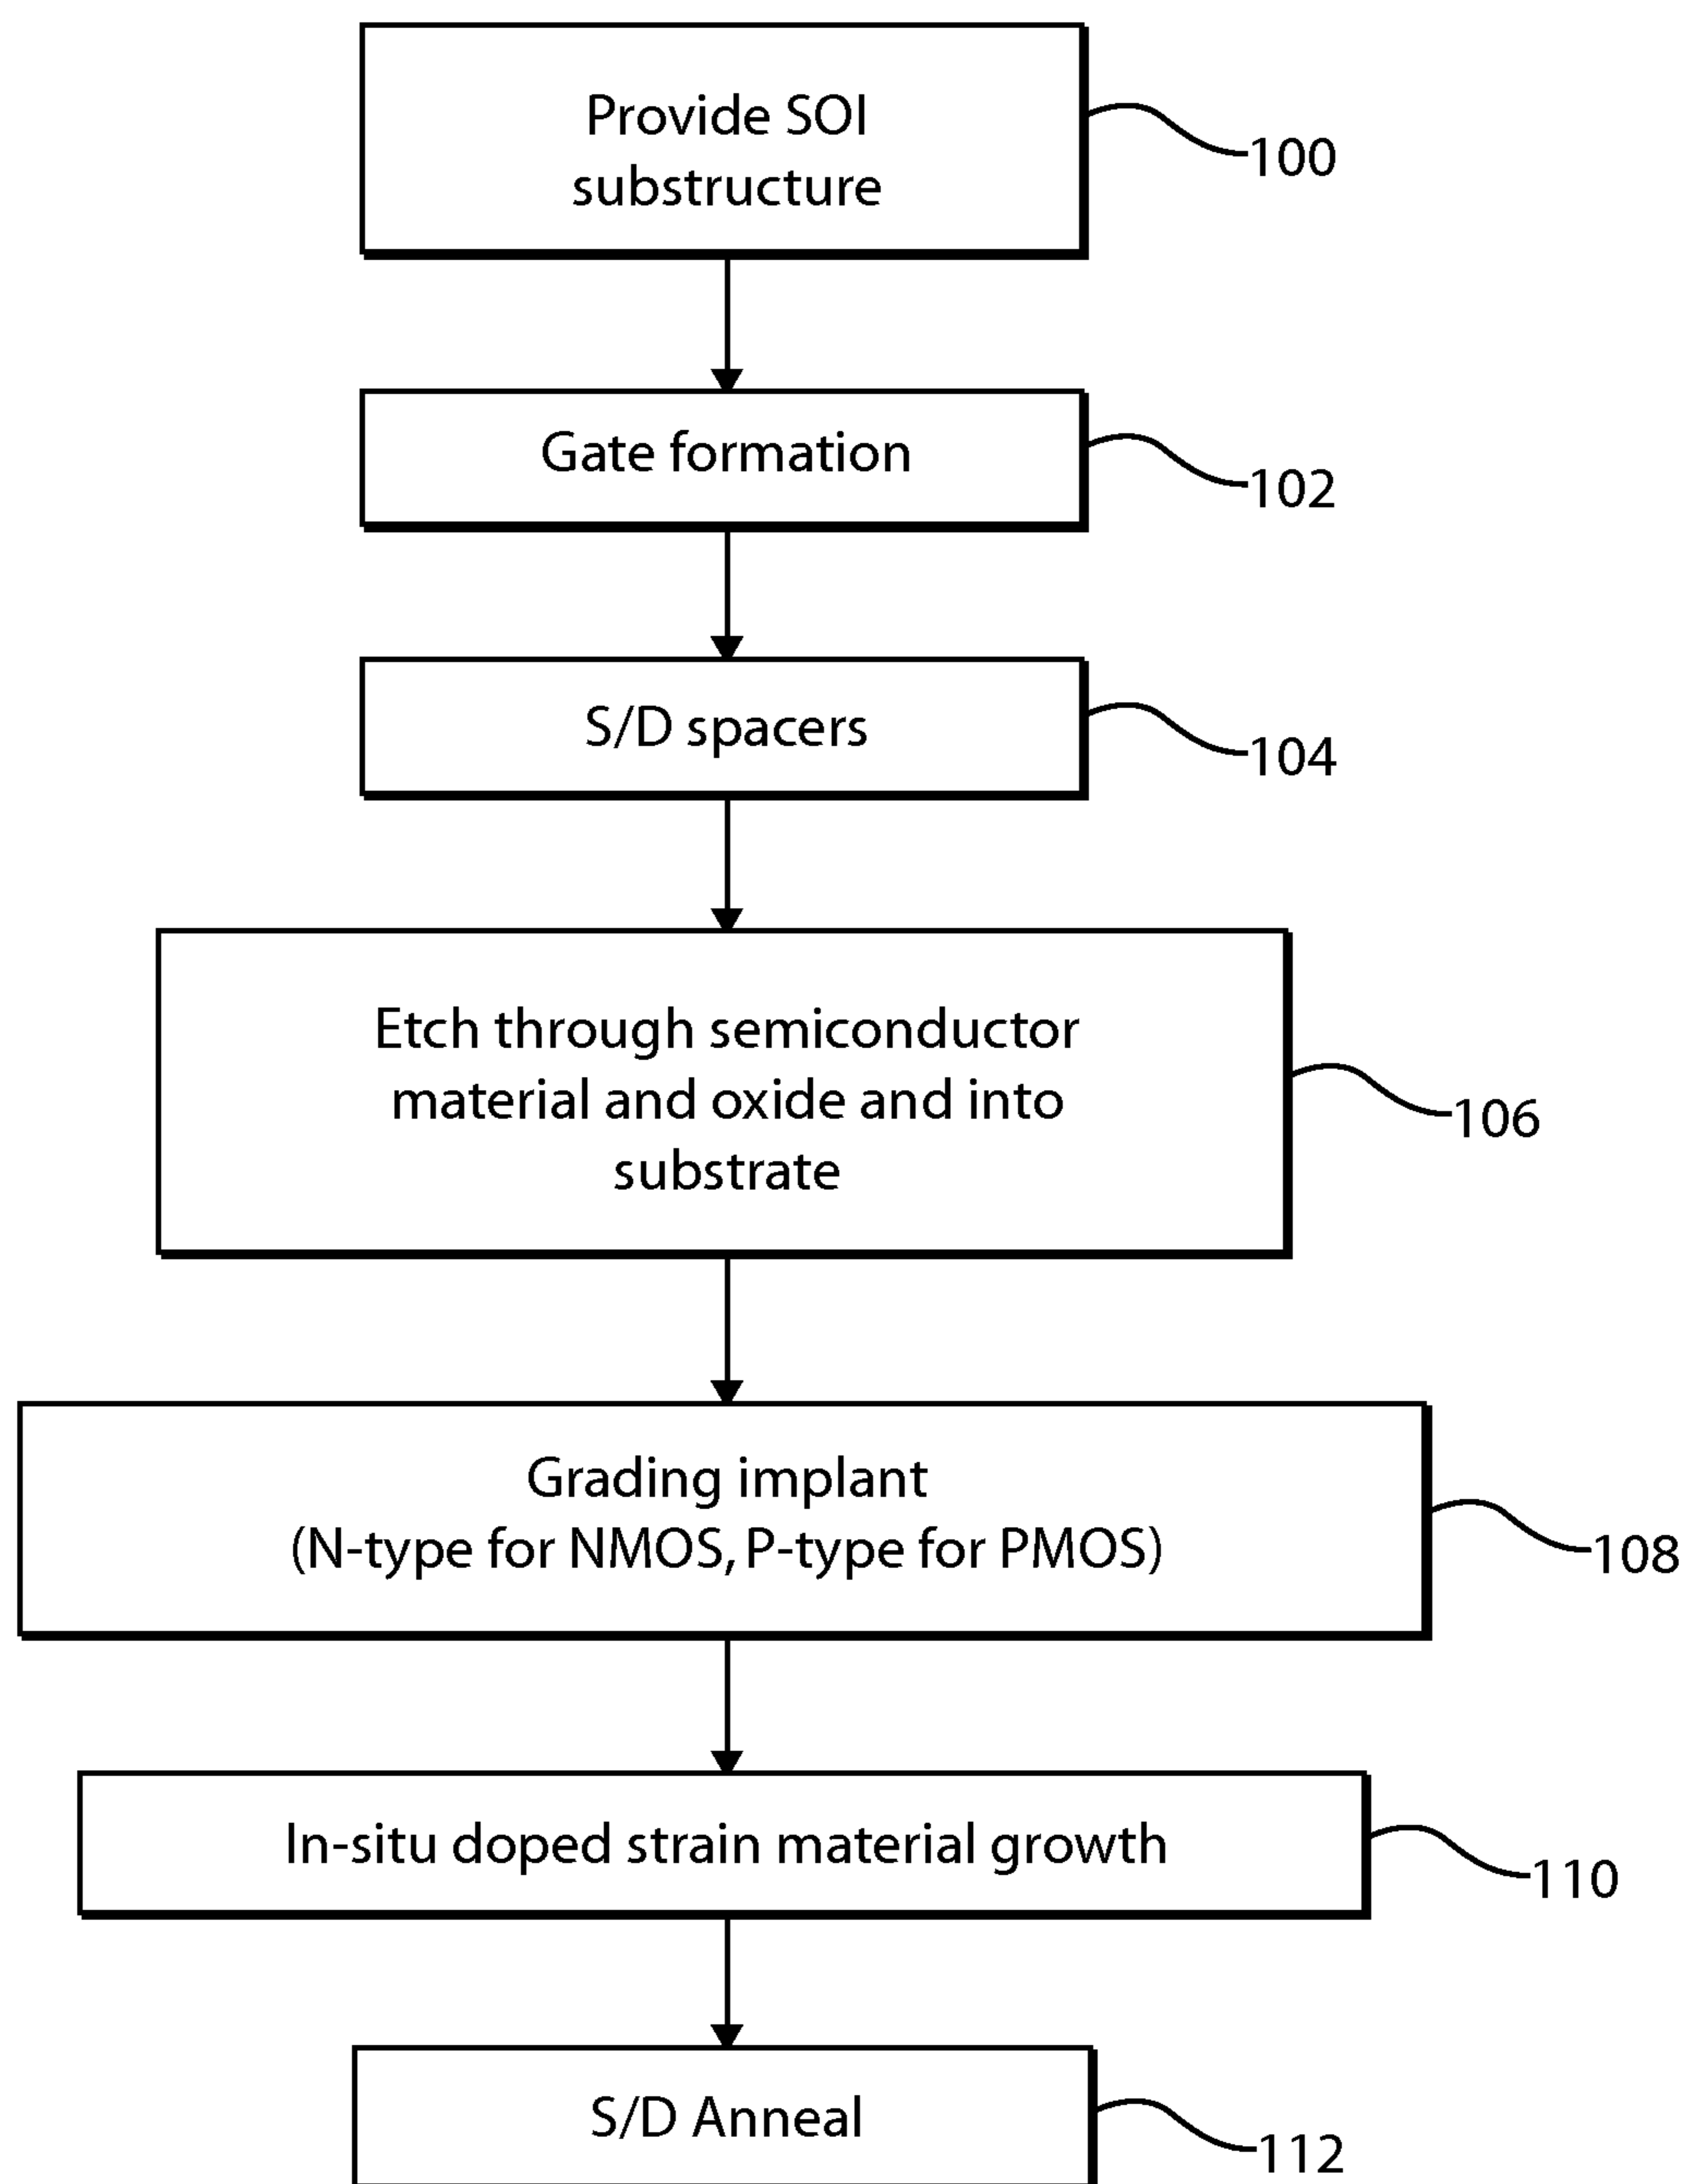 Provide SOI
substructure
100
Gate formation
102
S/D spacers
104
Etch through semiconductor
material and oxide and into
substrate
106
Grading implant
(N-type for NMOS, P-type for PMOS)
108
In-situ doped strain material growth
110
S/D Anneal
112